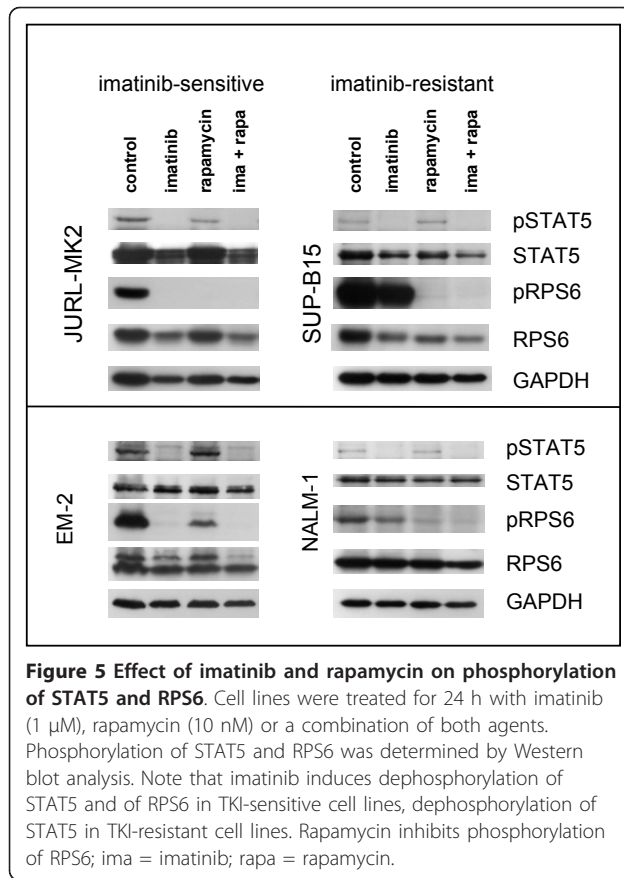 imatinib-sensitive
imatinib-resistant
control
imatinib
rapamycin
ima + rapa
control
imatinib
rapamycin
ima + rapa
JURL-MK2
SUP-B15
pSTAT5
STAT5
pRPS6
RPS6
GAPDH
EM-2
NALM-1
pSTAT5
STAT5
pRPS6
RPS6
GAPDH
Figure 5 Effect of imatinib and rapamycin on phosphorylation
of STAT5 and RPS6. Cell lines were treated for 24 h with imatinib
(1 μM), rapamycin (10 nM) or a combination of both agents.
Phosphorylation of STAT5 and RPS6 was determined by Western
blot analysis. Note that imatinib induces dephosphorylation of
STAT5 and of RPS6 in TKI-sensitive cell lines, dephosphorylation of
STAT5 in TKI-resistant cell lines. Rapamycin inhibits phosphorylation
of RPS6; ima = imatinib; rapa = rapamycin.